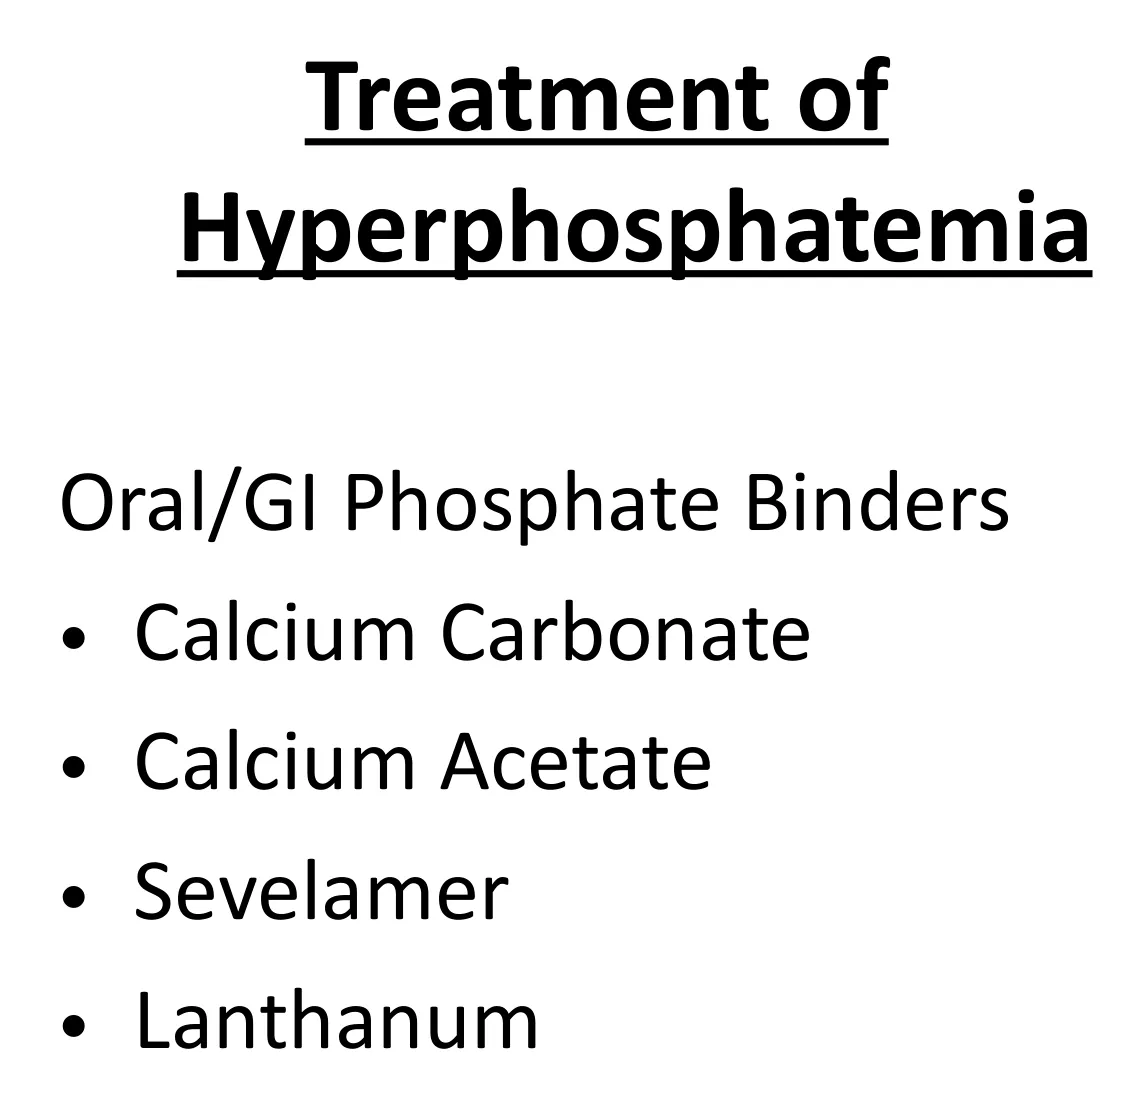 Treatment of
Hyperphosphatemia
Oral/GI Phosphate Binders
• Calcium Carbonate
• Calcium Acetate
• Sevelamer
• Lanthanum